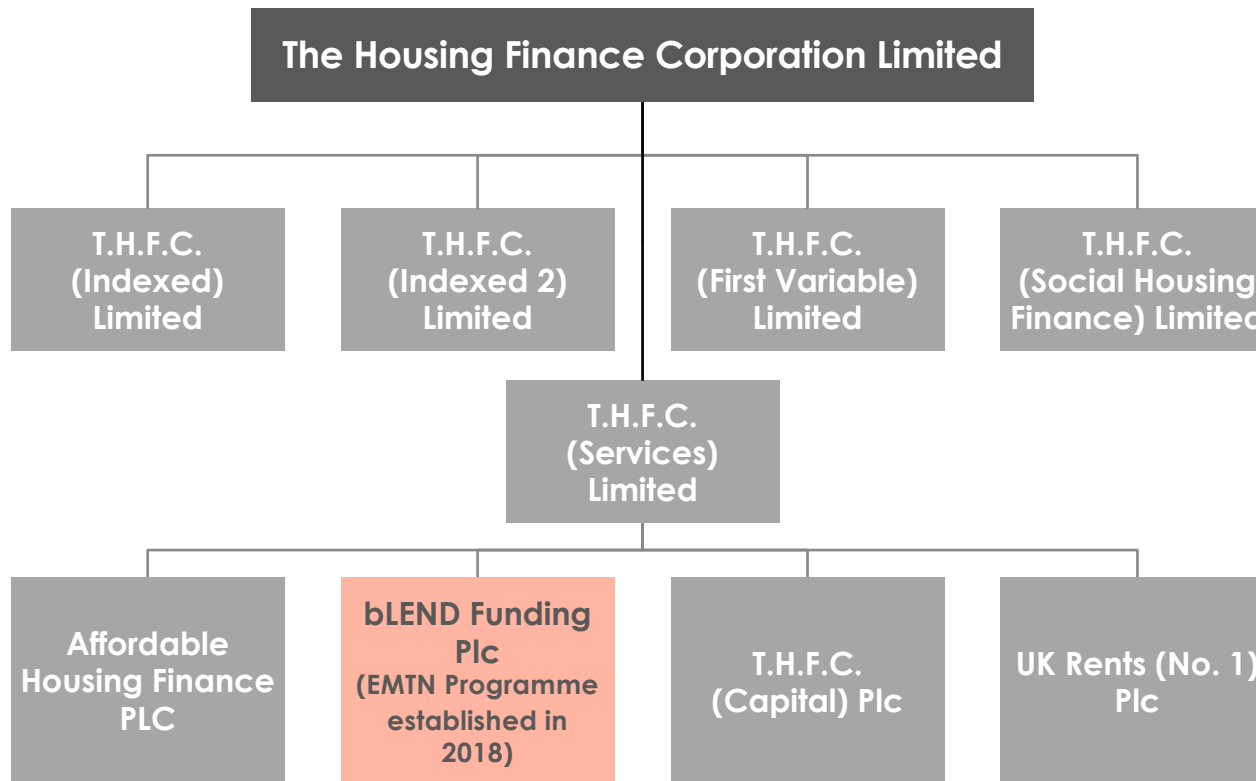 The Housing Finance Corporation Limited
T.H.F.C.
(Indexed)
Limited
T.H.F.C.
(Indexed 2)
Limited
T.H.F.C.
(First Variable)
Limited
T.H.F.C.
(Social Housing
Finance) Limited
T.H.F.C.
(Services)
Limited
Affordable
Housing Finance
PLC
bLEND Funding
Plc
(EMTN Programme
established in
2018)
T.H.F.C.
(Capital) Plc
UK Rents (No. 1)
Plc